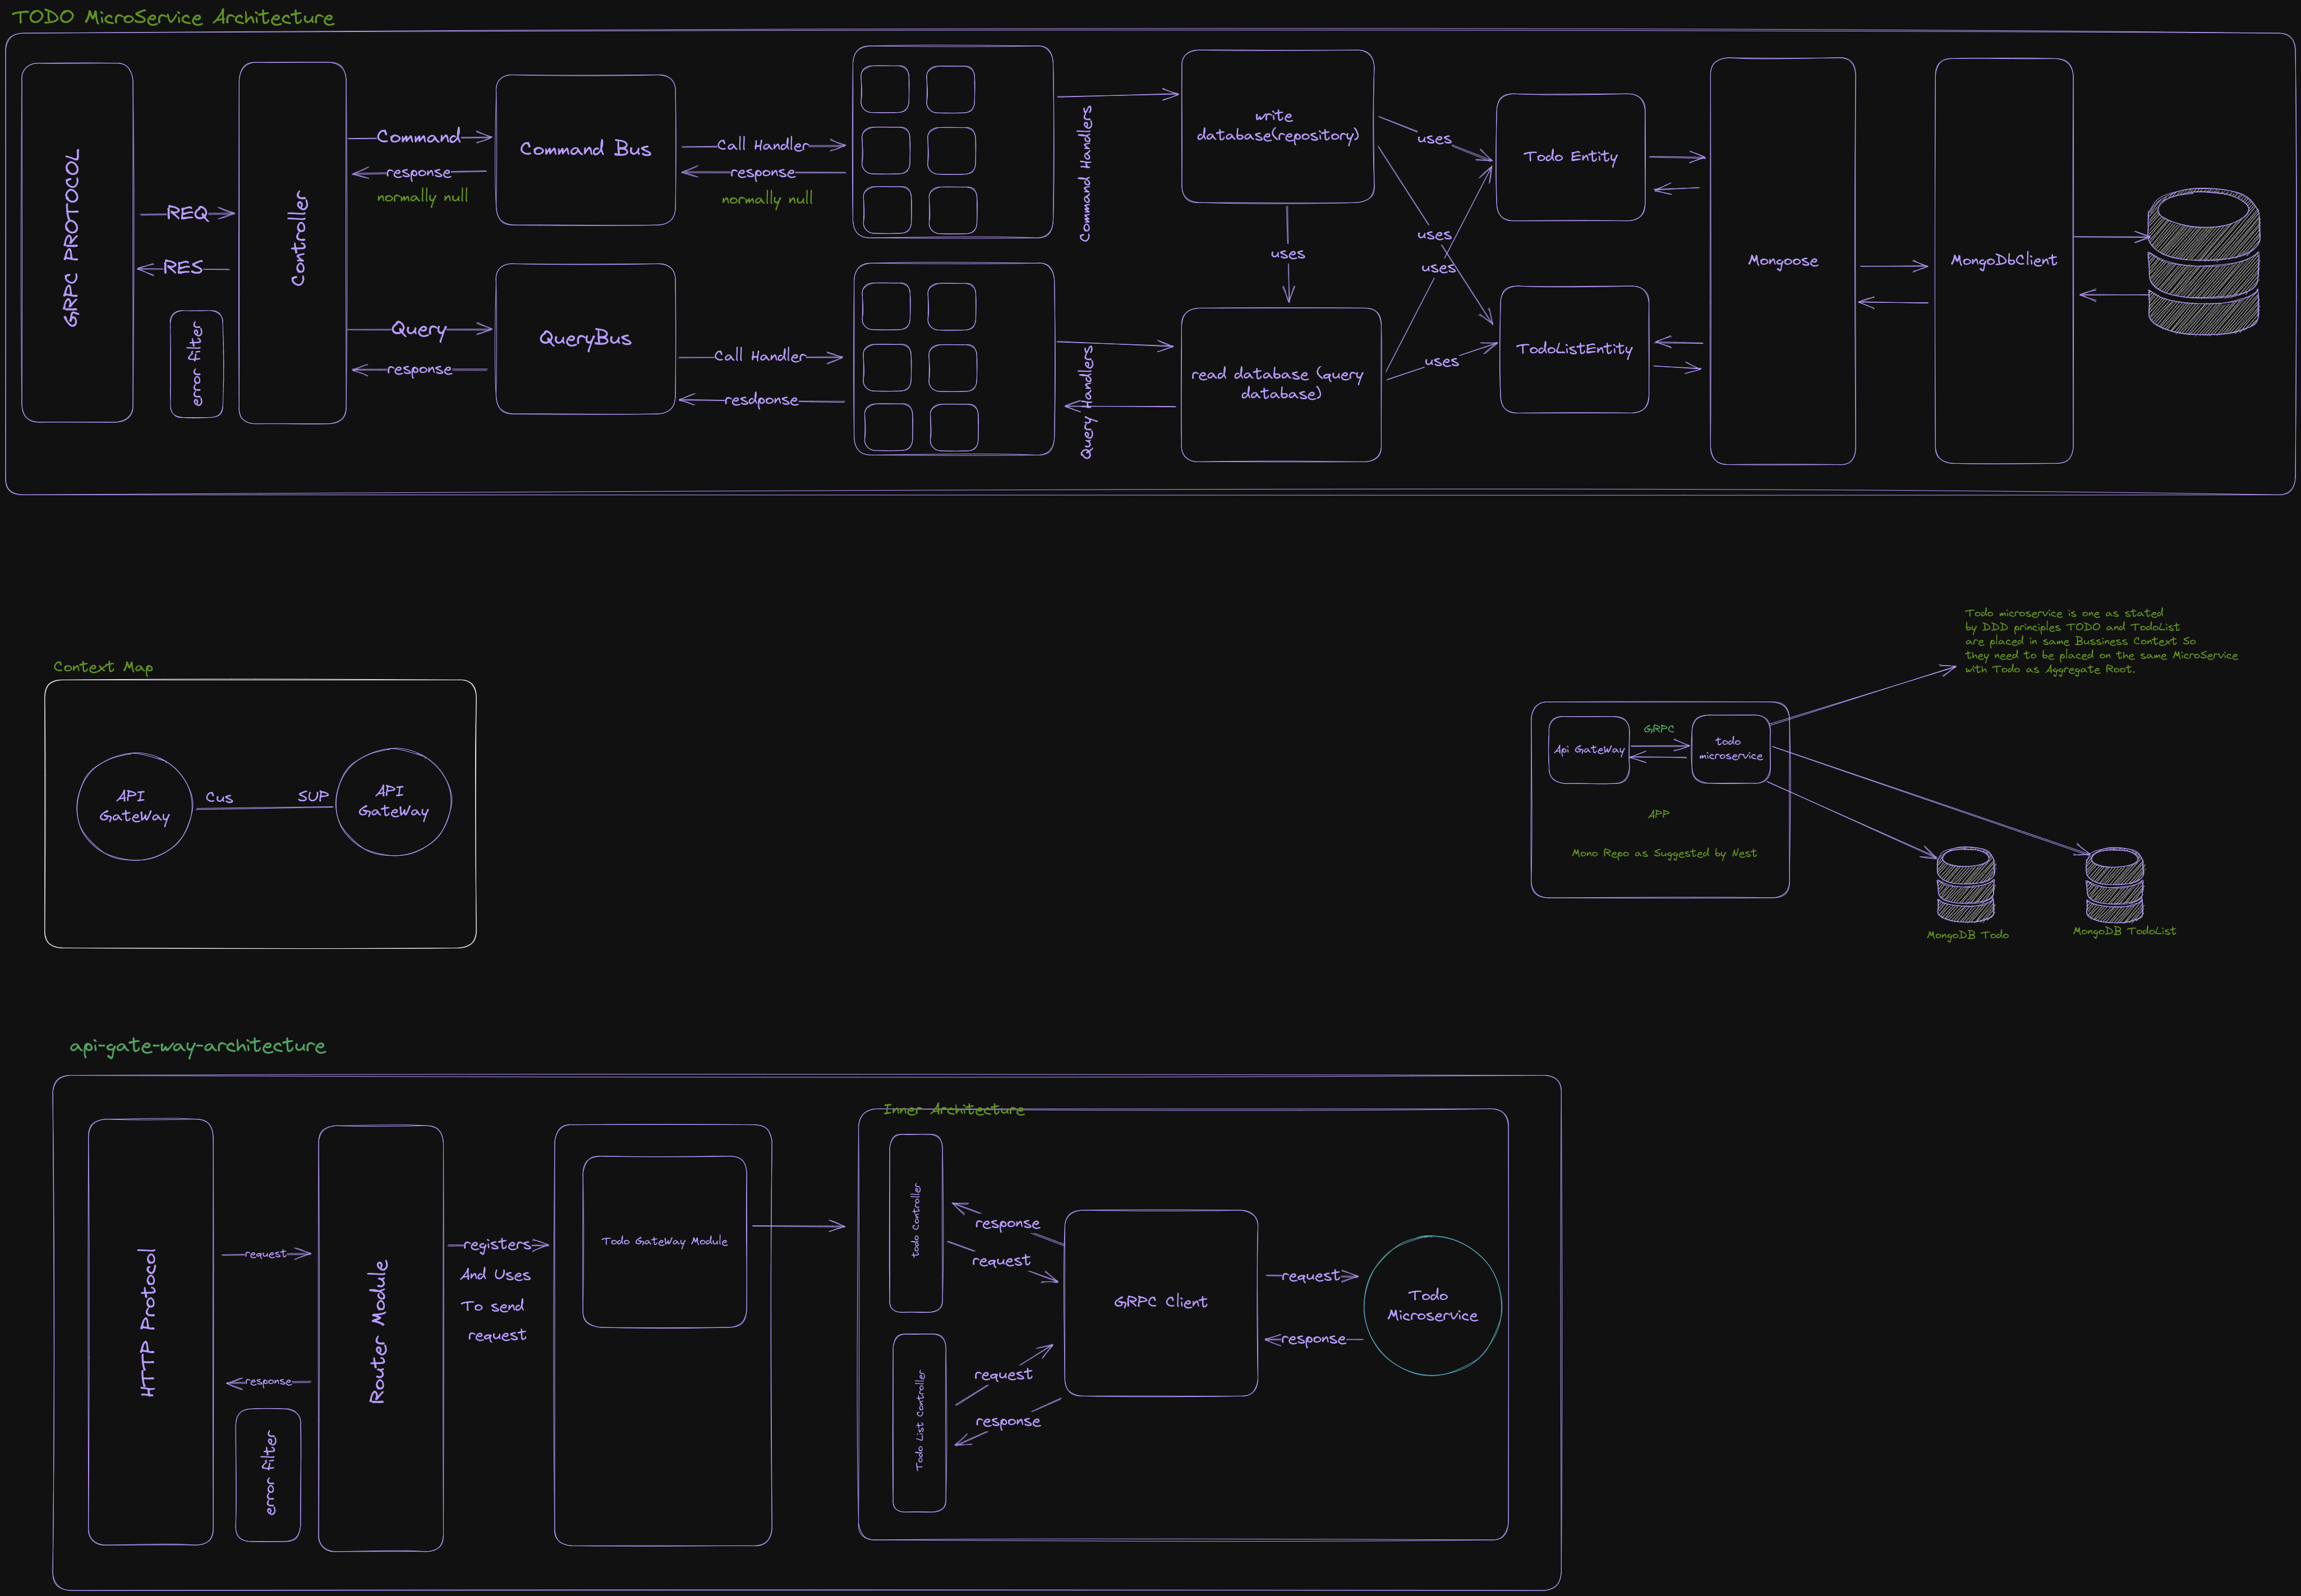 TODO MicroService Architecture
GRPC PROTOCOL
REQ
RES
error filter
Controller
Command
response
normally null
Query
response
Command Bus
QueryBus
Call Handler
response
normally null
Call Handler
resdponse
Command Handlers
Query Handlers
write
database(repository)
uses
read database (query
database)
uses
uses
uses
uses
Todo Entity
TodoListEntity
Mongoose
MongoDbClient
Context Map
API
GateWay
Cus
SUP
API
GateWay
Todo microservice is one as stated
by DDD principles TODO and TodoList
are placed in same Bussiness Context So
they need to be placed on the same MicroService
with Todo as Aggregate Root.
Api GateWay
GRPC
todo
microservice
APP
Mono Repo as Suggested by Nest
MongoDB Todo
MongoDB TodoList
api-gate-way-architecture
HTTP Protocol
request
response
error filter
Router Module
registers
And Uses
To send
request
Todo GateWay Module
Inner Architecture
todo Controller
Todo List Controller
response
request
request
response
GRPC Client
request
response
Todo
Microservice